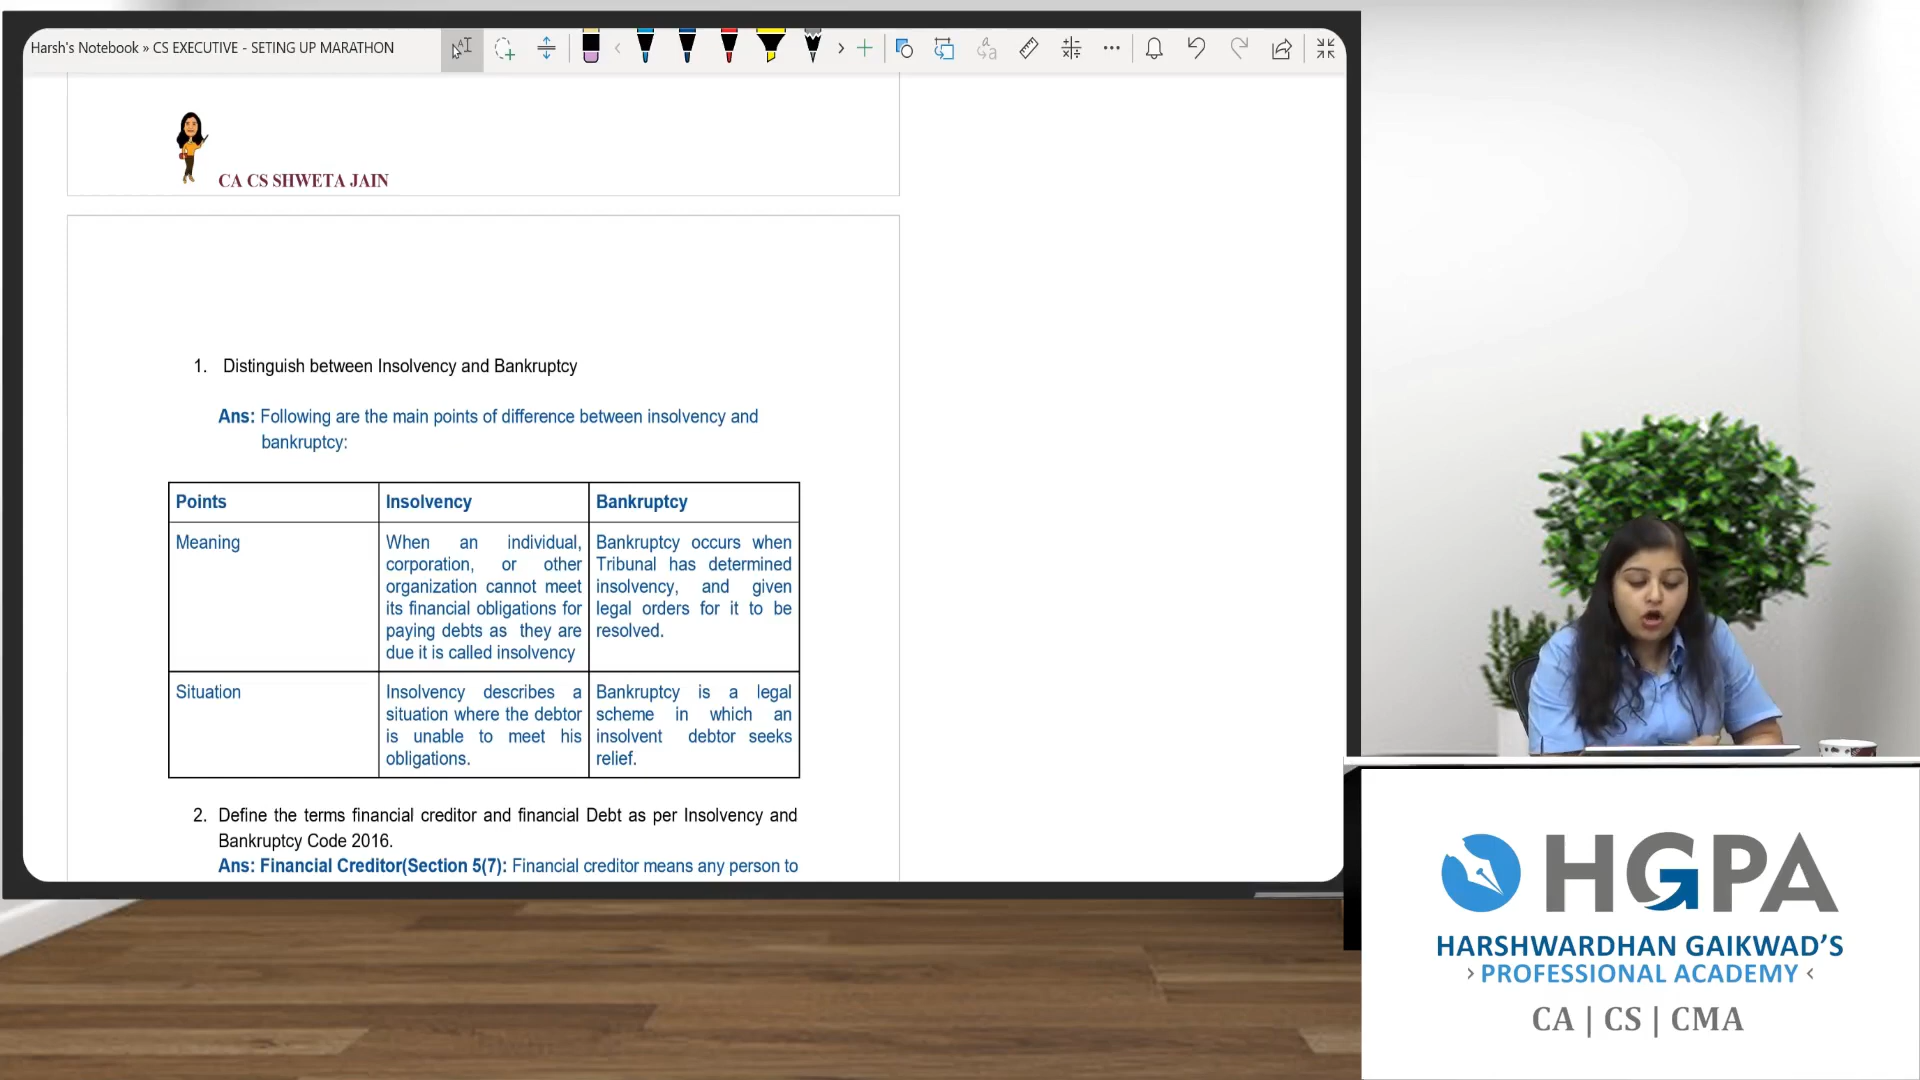 Harsh's Notebook » CS EXECUTIVE - SETING UP MARATHON
CA CS SHWETA JAIN
1. Distinguish between Insolvency and Bankruptcy
Ans: Following are the main points of difference between insolvency and
bankruptcy:
Points Insolvency Bankruptcy
Meaning
When an individual,
corporation, or other
organization cannot meet
its financial obligations for
paying debts as they are
due it is called insolvency
Bankruptcy occurs when
Tribunal has determined
insolvency, and given
legal orders for it to be
resolved.
Situation
Insolvency describes a
situation where the debtor
is unable to meet his
obligations.
Bankruptcy is a legal
scheme in which an
insolvent debtor seeks
relief.
2. Define the terms financial creditor and financial Debt as per Insolvency and
Bankruptcy Code 2016.
Ans: Financial Creditor(Section 5(7): Financial creditor means any person to
HGPA
HARSHWARDHAN GAIKWAD'S
› PROFESSIONAL ACADEMY ‹
CA | CS | CMA